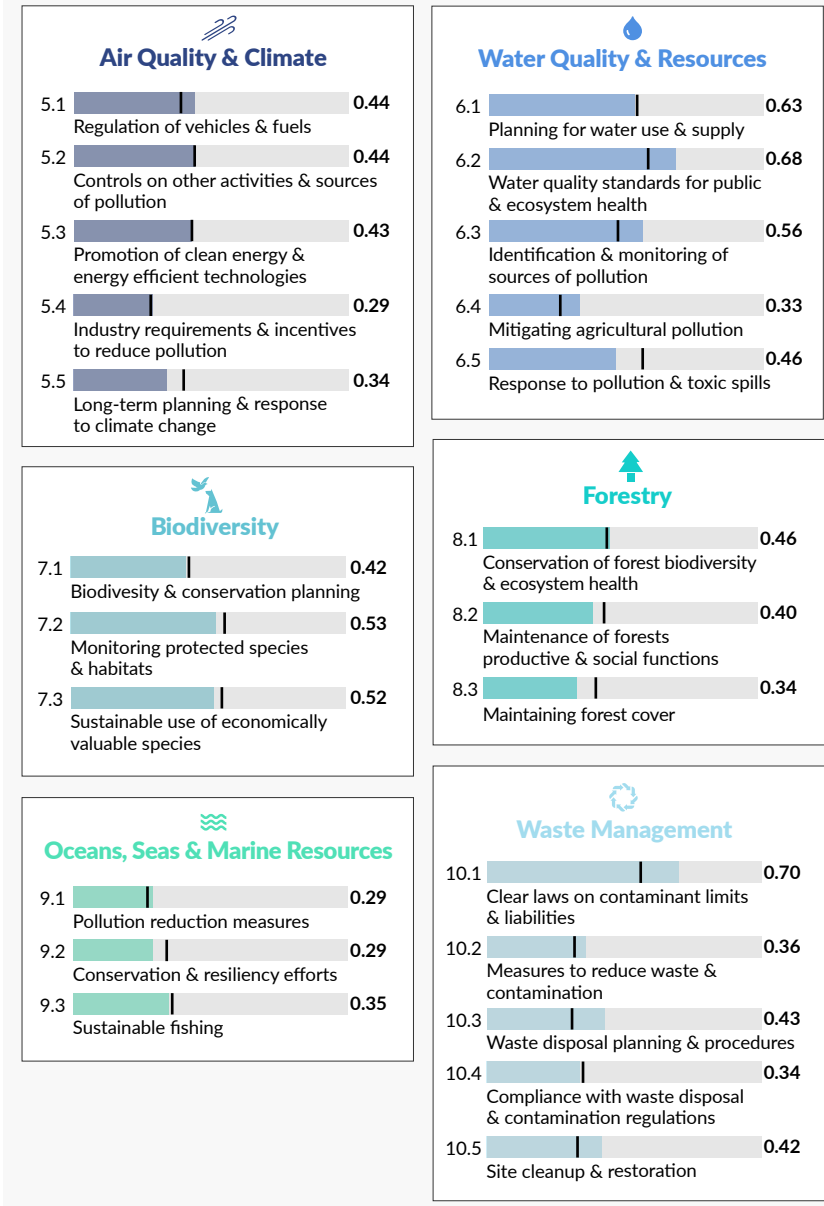 Air Quality & Climate
5.1 0.44
Regulation of vehicles & fuels
5.2 0.44
Controls on other activities & sources
of pollution
5.3 0.43
Promotion of clean energy &
energy efficient technologies
5.4 0.29
Industry requirements & incentives
to reduce pollution
5.5 0.34
Long-term planning & response
to climate change
Water Quality & Resources
6.1 0.63
Planning for water use & supply
6.2 0.68
Water quality standards for public
& ecosystem health
6.3 0.56
Identification & monitoring of
sources of pollution
6.4 0.33
Mitigating agricultural pollution
6.5 0.46
Response to pollution & toxic spills
Biodiversity
7.1 0.42
Biodivesity & conservation planning
7.2 0.53
Monitoring protected species
& habitats
7.3 0.52
Sustainable use of economically
valuable species
Forestry
8.1 0.46
Conservation of forest biodiversity
& ecosystem health
8.2 0.40
Maintenance of forests
productive & social functions
8.3 0.34
Maintaining forest cover
Oceans, Seas & Marine Resources
9.1 0.29
Pollution reduction measures
9.2 0.29
Conservation & resiliency efforts
9.3 0.35
Sustainable fishing
Waste Management
10.1 0.70
Clear laws on contaminant limits
& liabilities
10.2 0.36
Measures to reduce waste &
contamination
10.3 0.43
Waste disposal planning & procedures
10.4 0.34
Compliance with waste disposal
& contamination regulations
10.5 0.42
Site cleanup & restoration